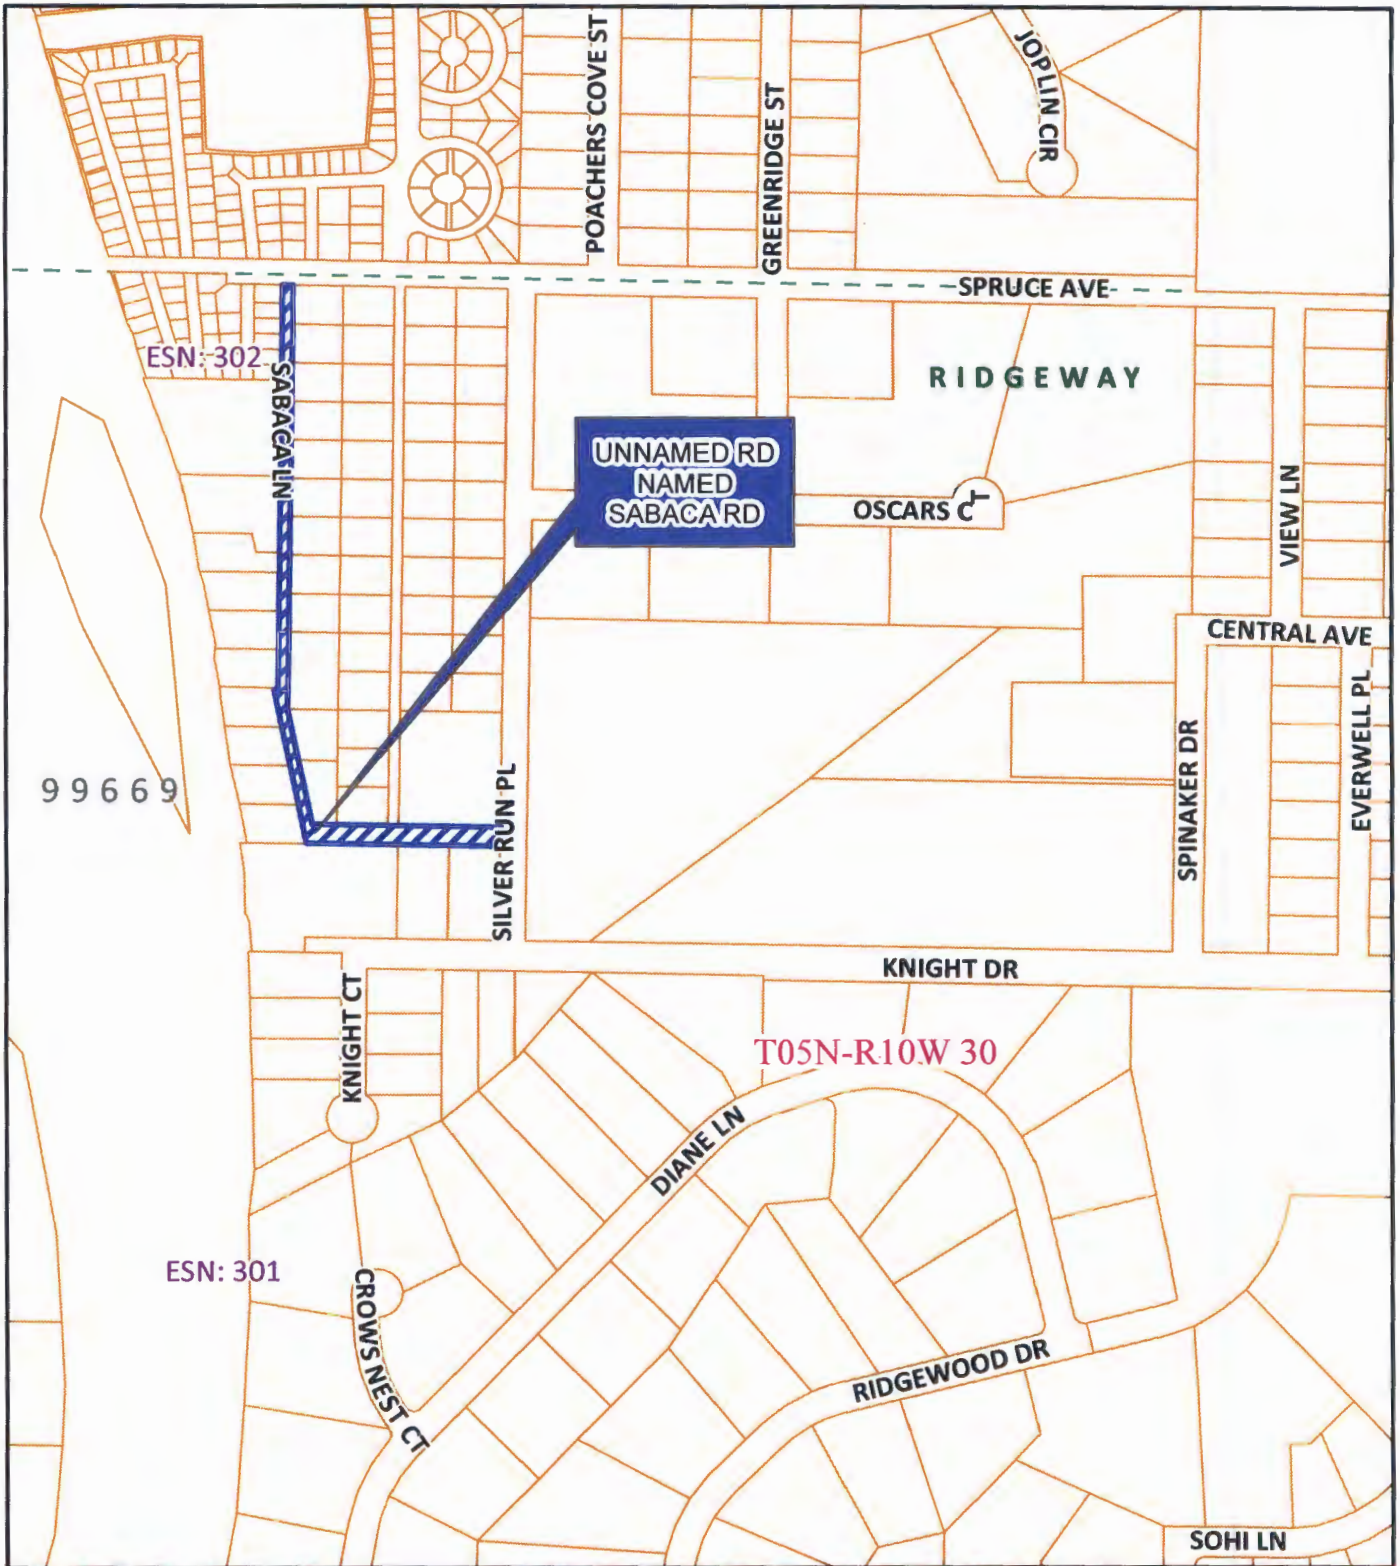 POACHERS COVE ST
GREENRIDGE ST
JOPLIN CIR
SPRUCE AVE
ESN: 302
SABACA LN
RIDGEWAY
UNNAMED RD
NAMED
SABACA RD
OSCARS CT
VIEW LN
CENTRAL AVE
99669
SILVER RUN PL
SPINAKER DR
EVERWELL PL
KNIGHT DR
KNIGHT CT
T05N-R10W 30
DIANE LN
ESN: 301
CROWS NEST CT
RIDGEWOOD DR
SOHI LN